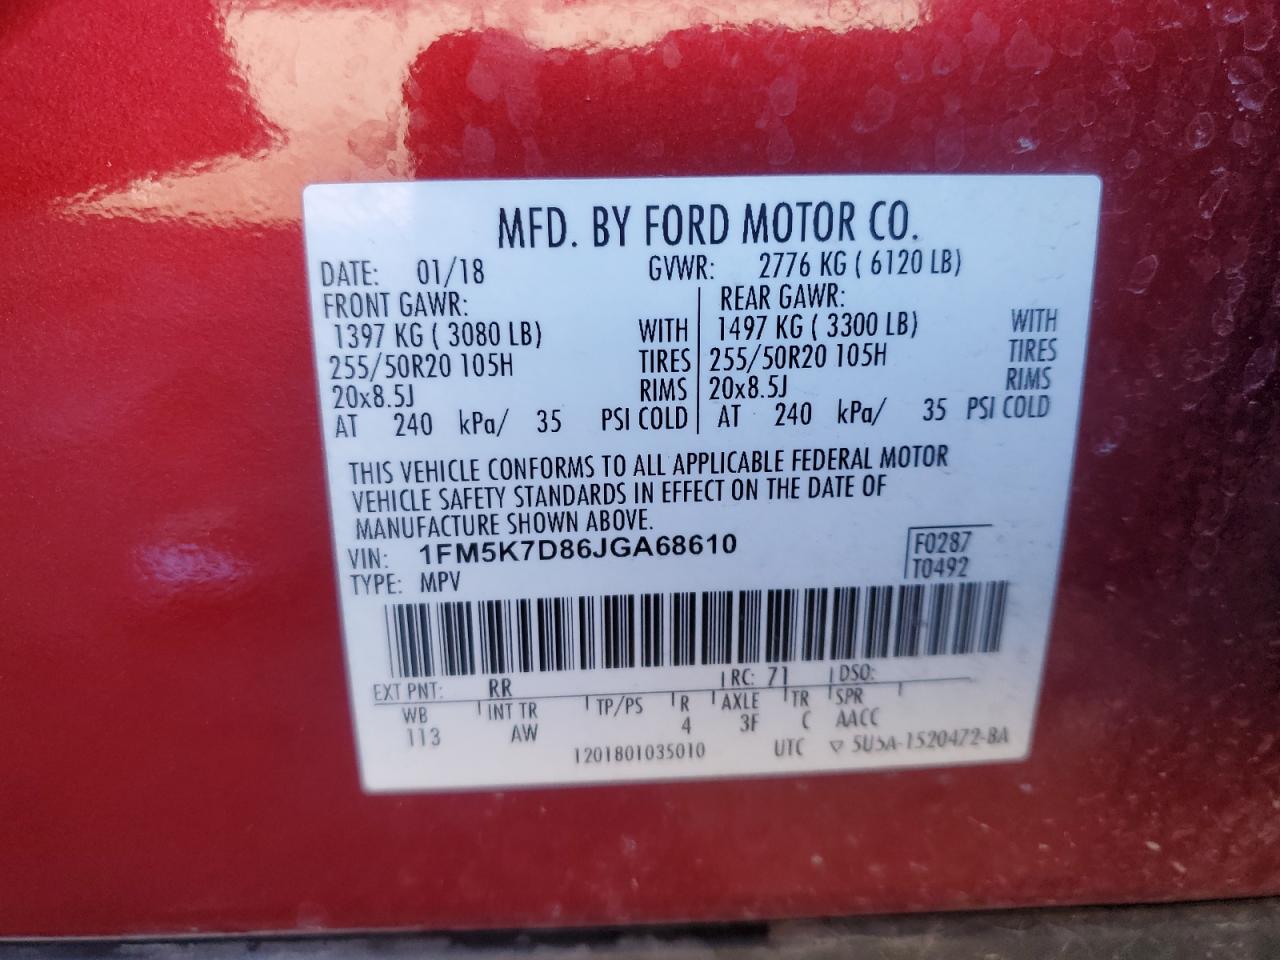 MFD. BY FORD MOTOR CO.
DATE: 01/18 GVWR: 2776 KG ( 6120 LB)
FRONT GAWR: REAR GAWR:
1397 KG ( 3080 LB) WITH 1497 KG ( 3300 LB) WITH
255/50R20 105H TIRES 255/50R20 105H TIRES
20x8.5J RIMS 20x8.5J RIMS
AT 240 kPa/ 35 PSI COLD AT 240 kPa/ 35 PSI COLD
THIS VEHICLE CONFORMS TO ALL APPLICABLE FEDERAL MOTOR
VEHICLE SAFETY STANDARDS IN EFFECT ON THE DATE OF
MANUFACTURE SHOWN ABOVE.
VIN: 1FM5K7D86JGA68610 F0287
TYPE: MPV T0492
EXT PNT: RR RC: 71 DSO:
WB INT TR TP/PS R AXLE TR SPR
113 AW 4 3F C AACC
1201801035010 UTC ▽ 5U5A-1520472-BA